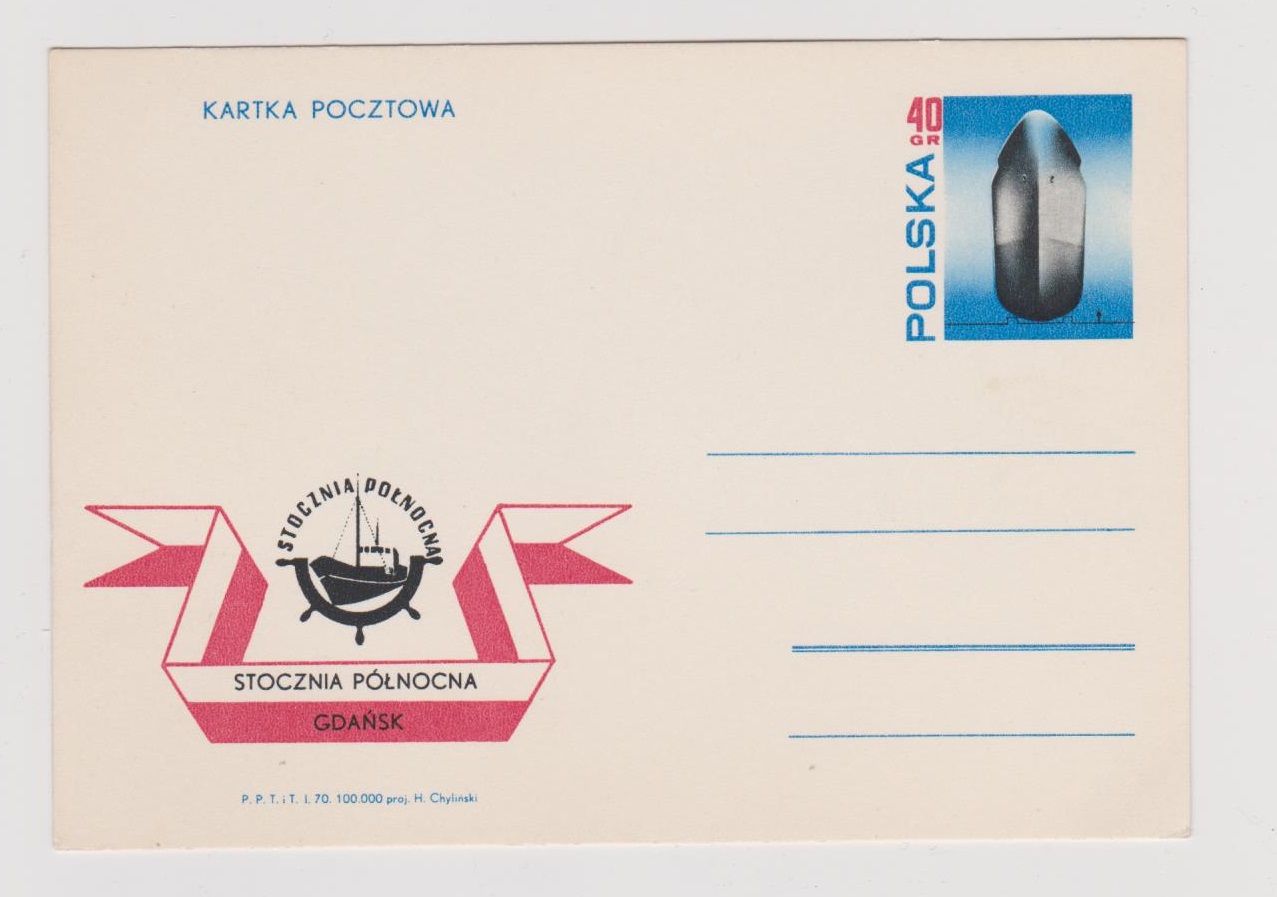 KARTKA POCZTOWA
40
GR
POLSKA
STOCZNIA PÓŁNOCNA
STOCZNIA PÓŁNOCNA
GDAŃSK
P. P. T. i T. I. 70. 100.000 proj. H. Chyliński